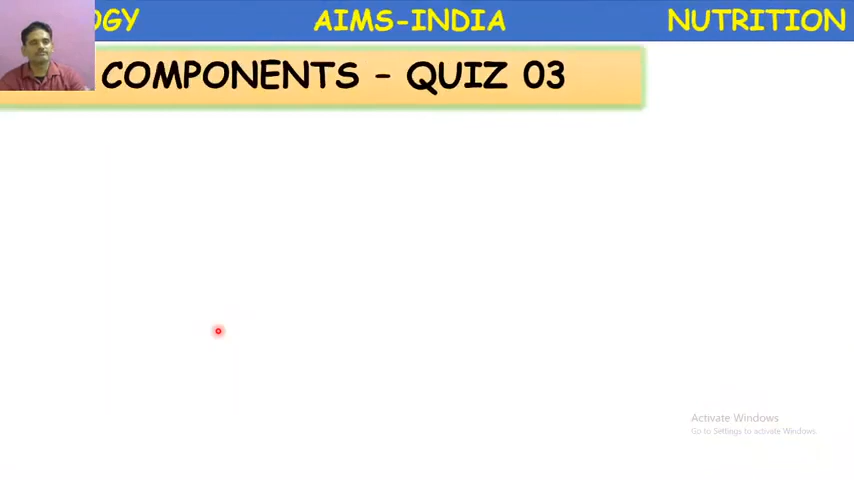 OGY AIMS-INDIA NUTRITION
COMPONENTS – QUIZ 03
Activate Windows
Go to Settings to activate Windows.